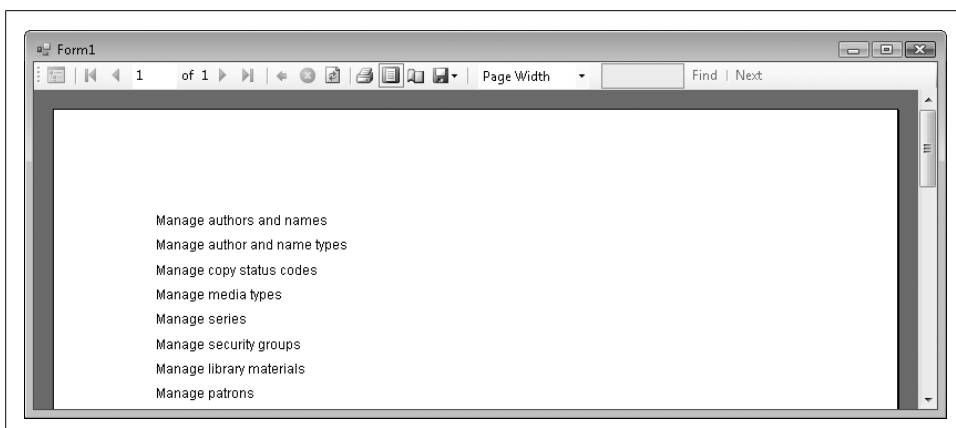 Form1
1 of 1 Page Width Find | Next
Manage authors and names
Manage author and name types
Manage copy status codes
Manage media types
Manage series
Manage security groups
Manage library materials
Manage patrons